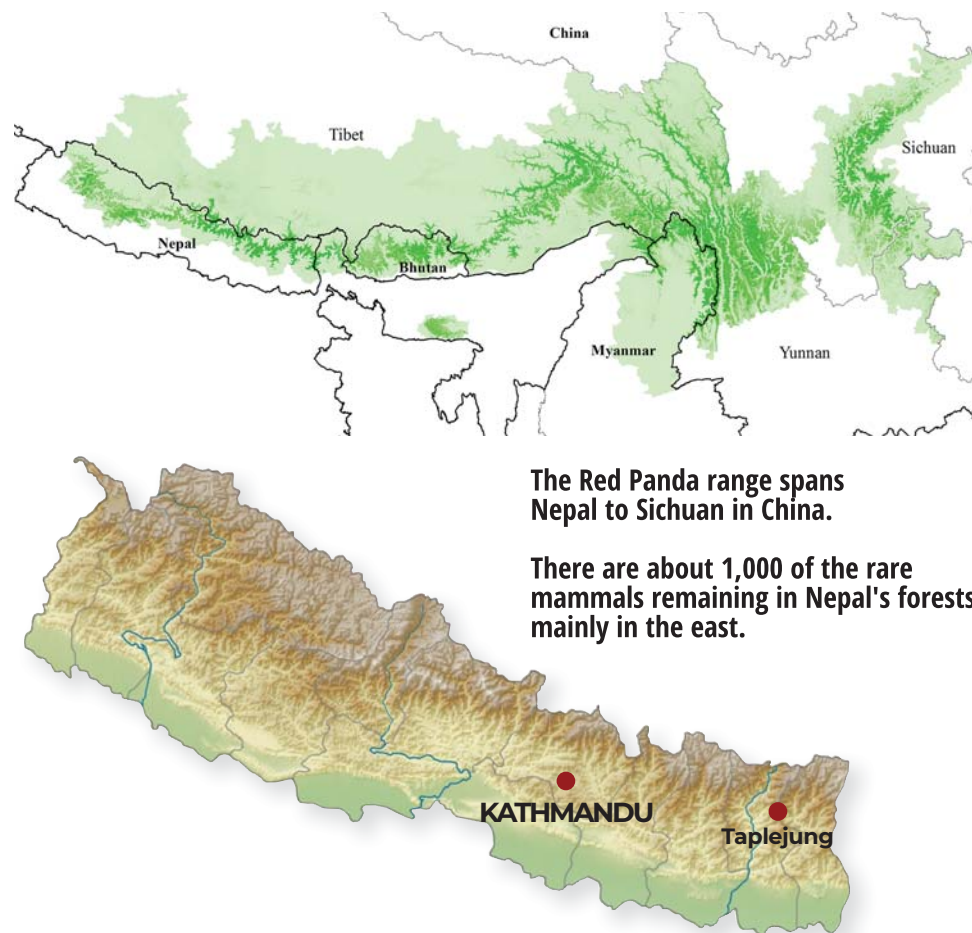 China
Tibet
Sichuan
Nepal
Bhutan
Myanmar
Yunnan
The Red Panda range spans
Nepal to Sichuan in China.
There are about 1,000 of the rare
mammals remaining in Nepal's forests
mainly in the east.
KATHMANDU
Taplejung